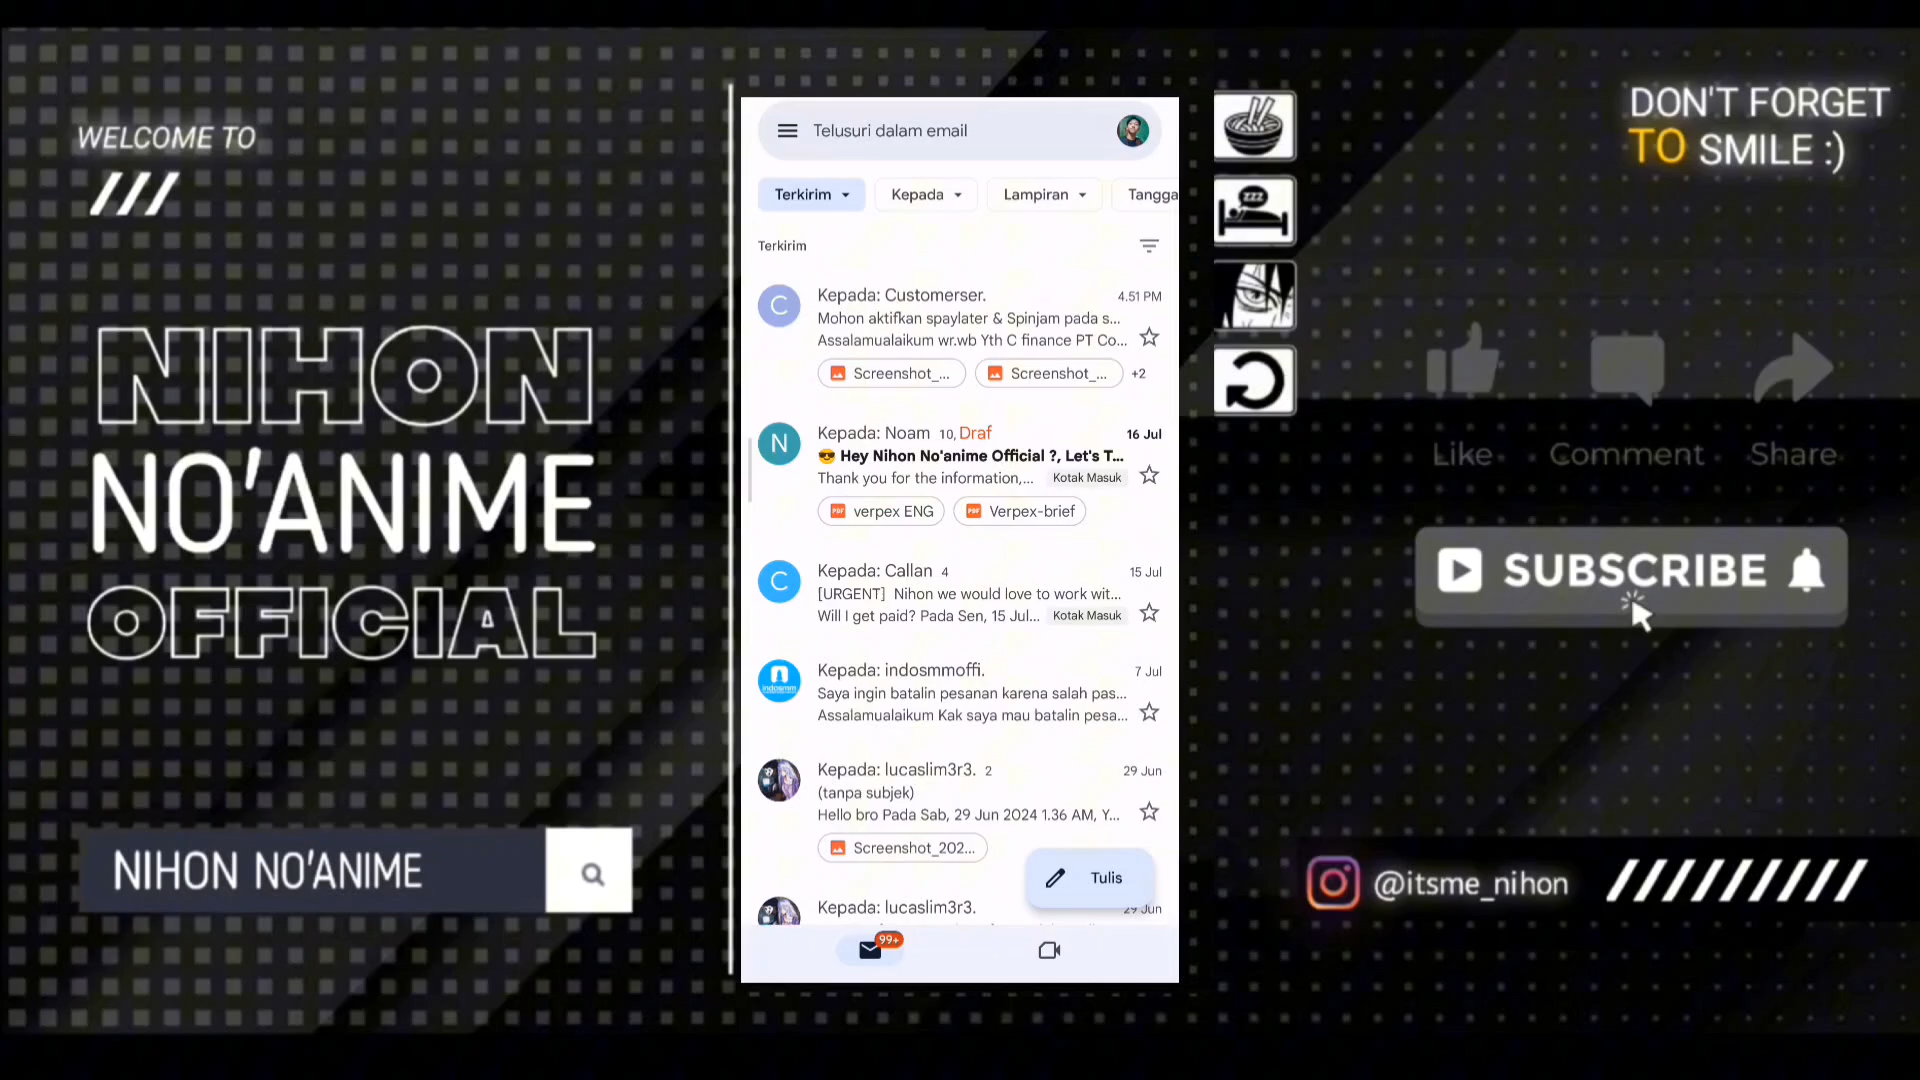 WELCOME TO
NIHON
NO'ANIME
OFFICIAL
NIHON NO'ANIME
Telusuri dalam email
Terkirim
Kepada
Lampiran
Tangga
Terkirim
C
Kepada: Customerser.
4.51 PM
Mohon aktifkan spaylater & Spinjam pada s...
Assalamualaikum wr.wb Yth C finance PT Co...
Screenshot_...
Screenshot_...
+2
N
Kepada: Noam 10, Draf
16 Jul
😎 Hey Nihon No'anime Official ?, Let's T...
Thank you for the information,...
Kotak Masuk
PDF verpex ENG
PDF Verpex-brief
C
Kepada: Callan 4
15 Jul
[URGENT] Nihon we would love to work wit...
Will I get paid? Pada Sen, 15 Jul...
Kotak Masuk
indosmm
Kepada: indosmmoffi.
7 Jul
Saya ingin batalin pesanan karena salah pas...
Assalamualaikum Kak saya mau batalin pesa...
Kepada: lucaslim3r3. 2
29 Jun
(tanpa subjek)
Hello bro Pada Sab, 29 Jun 2024 1.36 AM, Y...
Screenshot_202...
Tulis
Kepada: lucaslim3r3.
29 Jun
99+
ZZZ
DON'T FORGET
TO SMILE :)
Like
Comment
Share
SUBSCRIBE
@itsme_nihon